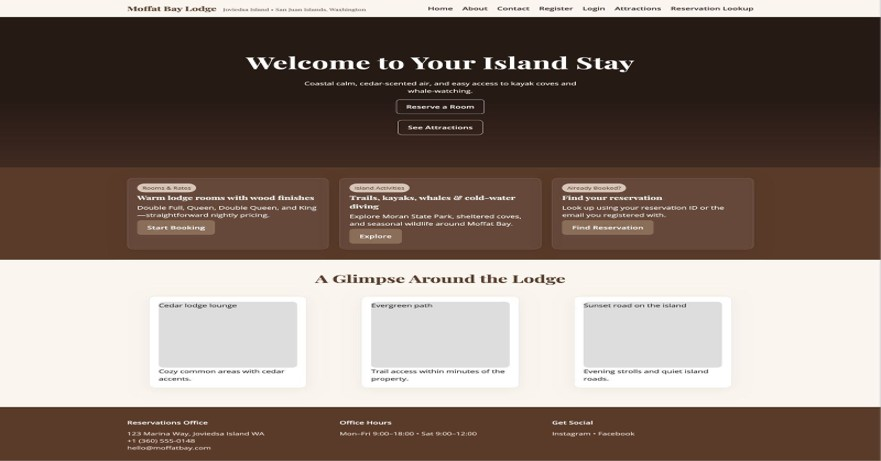 Moffat Bay Lodge Joviedsa Island • San Juan Islands, Washington
Home About Contact Register Login Attractions Reservation Lookup
Welcome to Your Island Stay
Coastal calm, cedar-scented air, and easy access to kayak coves and
whale-watching.
Reserve a Room
See Attractions
Rooms & Rates
Warm lodge rooms with wood finishes
Double Full, Queen, Double Queen, and King
—straightforward nightly pricing.
Start Booking
Island Activities
Trails, kayaks, whales & cold-water
diving
Explore Moran State Park, sheltered coves,
and seasonal wildlife around Moffat Bay.
Explore
Already Booked?
Find your reservation
Look up using your reservation ID or the
email you registered with.
Find Reservation
A Glimpse Around the Lodge
Cedar lodge lounge
Cozy common areas with cedar
accents.
Evergreen path
Trail access within minutes of the
property.
Sunset road on the island
Evening strolls and quiet island
roads.
Reservations Office
123 Marina Way, Joviedsa Island WA
+1 (360) 555-0148
hello@moffatbay.com
Office Hours
Mon–Fri 9:00–18:00 • Sat 9:00–12:00
Get Social
Instagram • Facebook